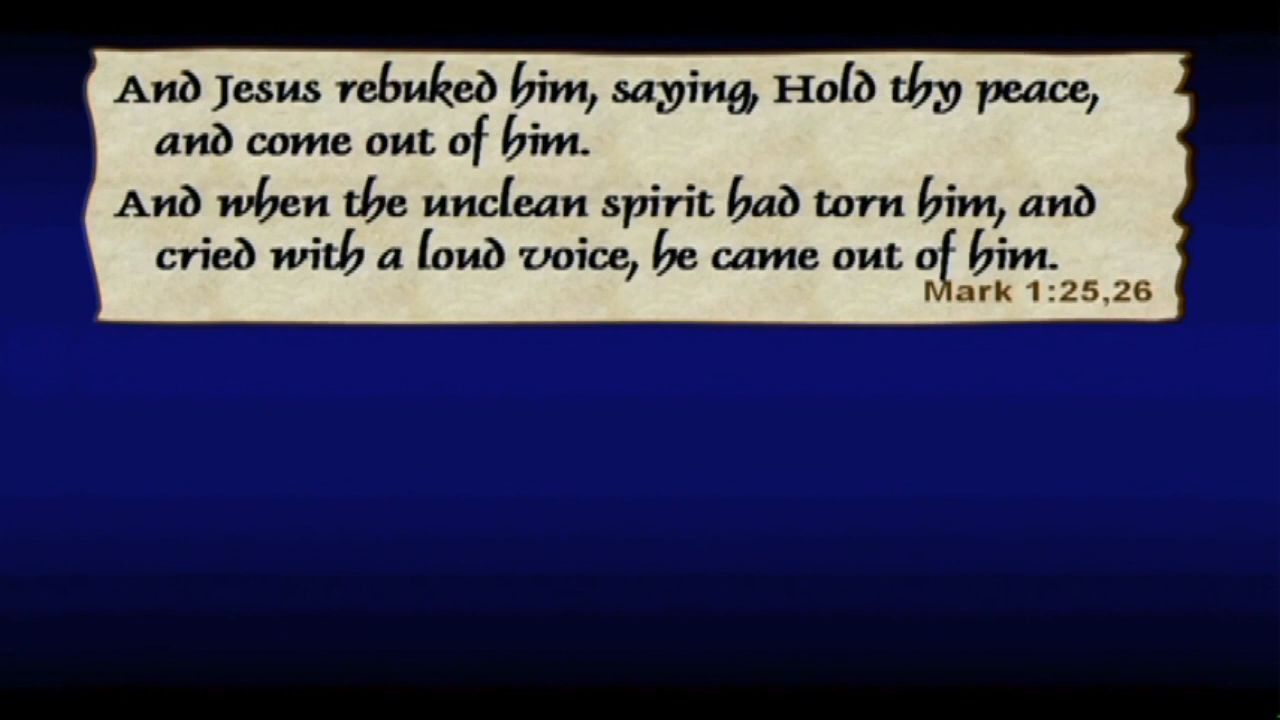 And Jesus rebuked him, saying, Hold thy peace,
and come out of him.
And when the unclean spirit had torn him, and
cried with a loud voice, he came out of him.
Mark 1:25,26